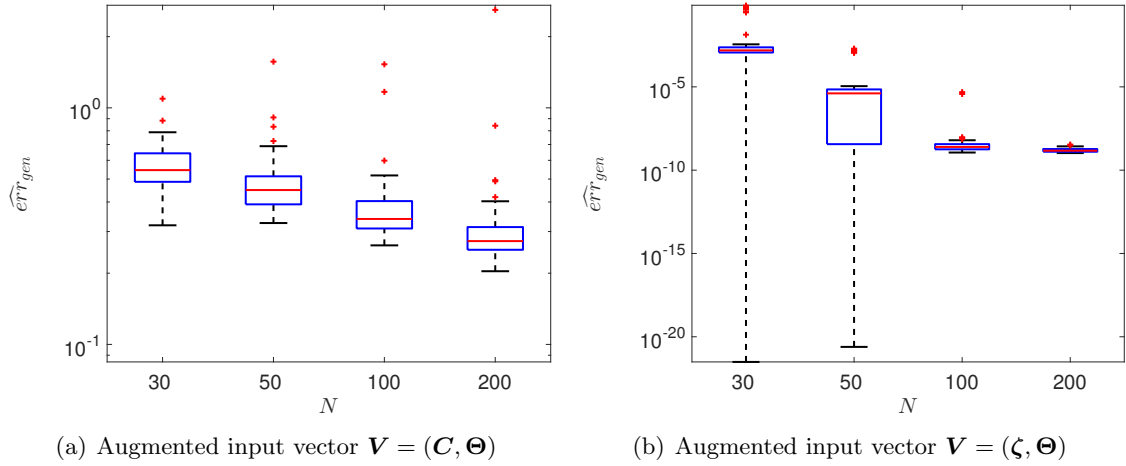 10^0
10^-1
\widehat{err}_{gen}
30 50 100 200
N
(a) Augmented input vector V = (C, Θ)
10^-5
10^-10
10^-15
10^-20
\widehat{err}_{gen}
30 50 100 200
N
(b) Augmented input vector V = (ζ, Θ)